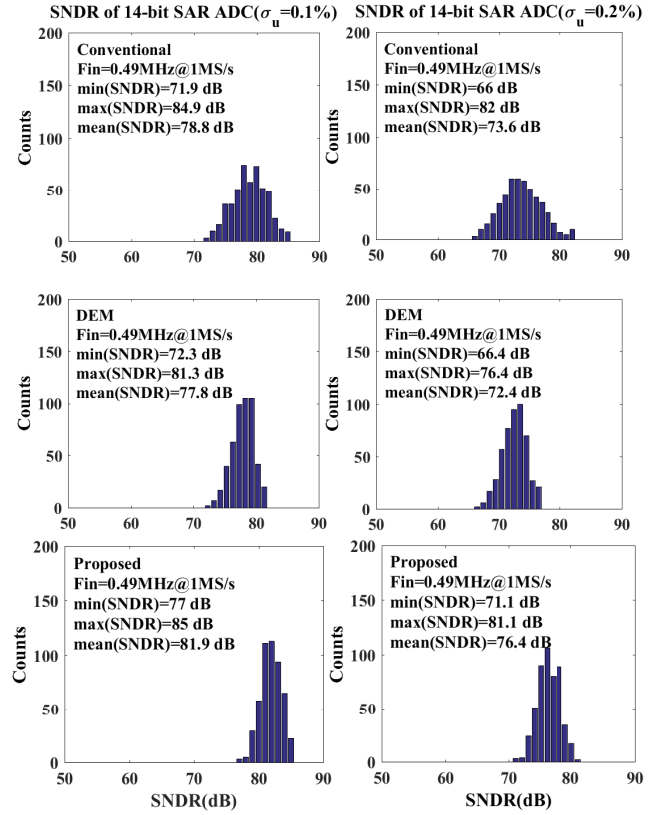 SNDR of 14-bit SAR ADC(σu=0.1%)
200
150
100
50
0
Counts
Conventional
Fin=0.49MHz@1MS/s
min(SNDR)=71.9 dB
max(SNDR)=84.9 dB
mean(SNDR)=78.8 dB
50 60 70 80 90
SNDR of 14-bit SAR ADC(σu=0.2%)
200
150
100
50
0
Counts
Conventional
Fin=0.49MHz@1MS/s
min(SNDR)=66 dB
max(SNDR)=82 dB
mean(SNDR)=73.6 dB
50 60 70 80 90
200
150
100
50
0
Counts
DEM
Fin=0.49MHz@1MS/s
min(SNDR)=72.3 dB
max(SNDR)=81.3 dB
mean(SNDR)=77.8 dB
50 60 70 80 90
200
150
100
50
0
Counts
DEM
Fin=0.49MHz@1MS/s
min(SNDR)=66.4 dB
max(SNDR)=76.4 dB
mean(SNDR)=72.4 dB
50 60 70 80 90
200
150
100
50
0
Counts
Proposed
Fin=0.49MHz@1MS/s
min(SNDR)=77 dB
max(SNDR)=85 dB
mean(SNDR)=81.9 dB
50 60 70 80 90
SNDR(dB)
200
150
100
50
0
Counts
Proposed
Fin=0.49MHz@1MS/s
min(SNDR)=71.1 dB
max(SNDR)=81.1 dB
mean(SNDR)=76.4 dB
50 60 70 80 90
SNDR(dB)